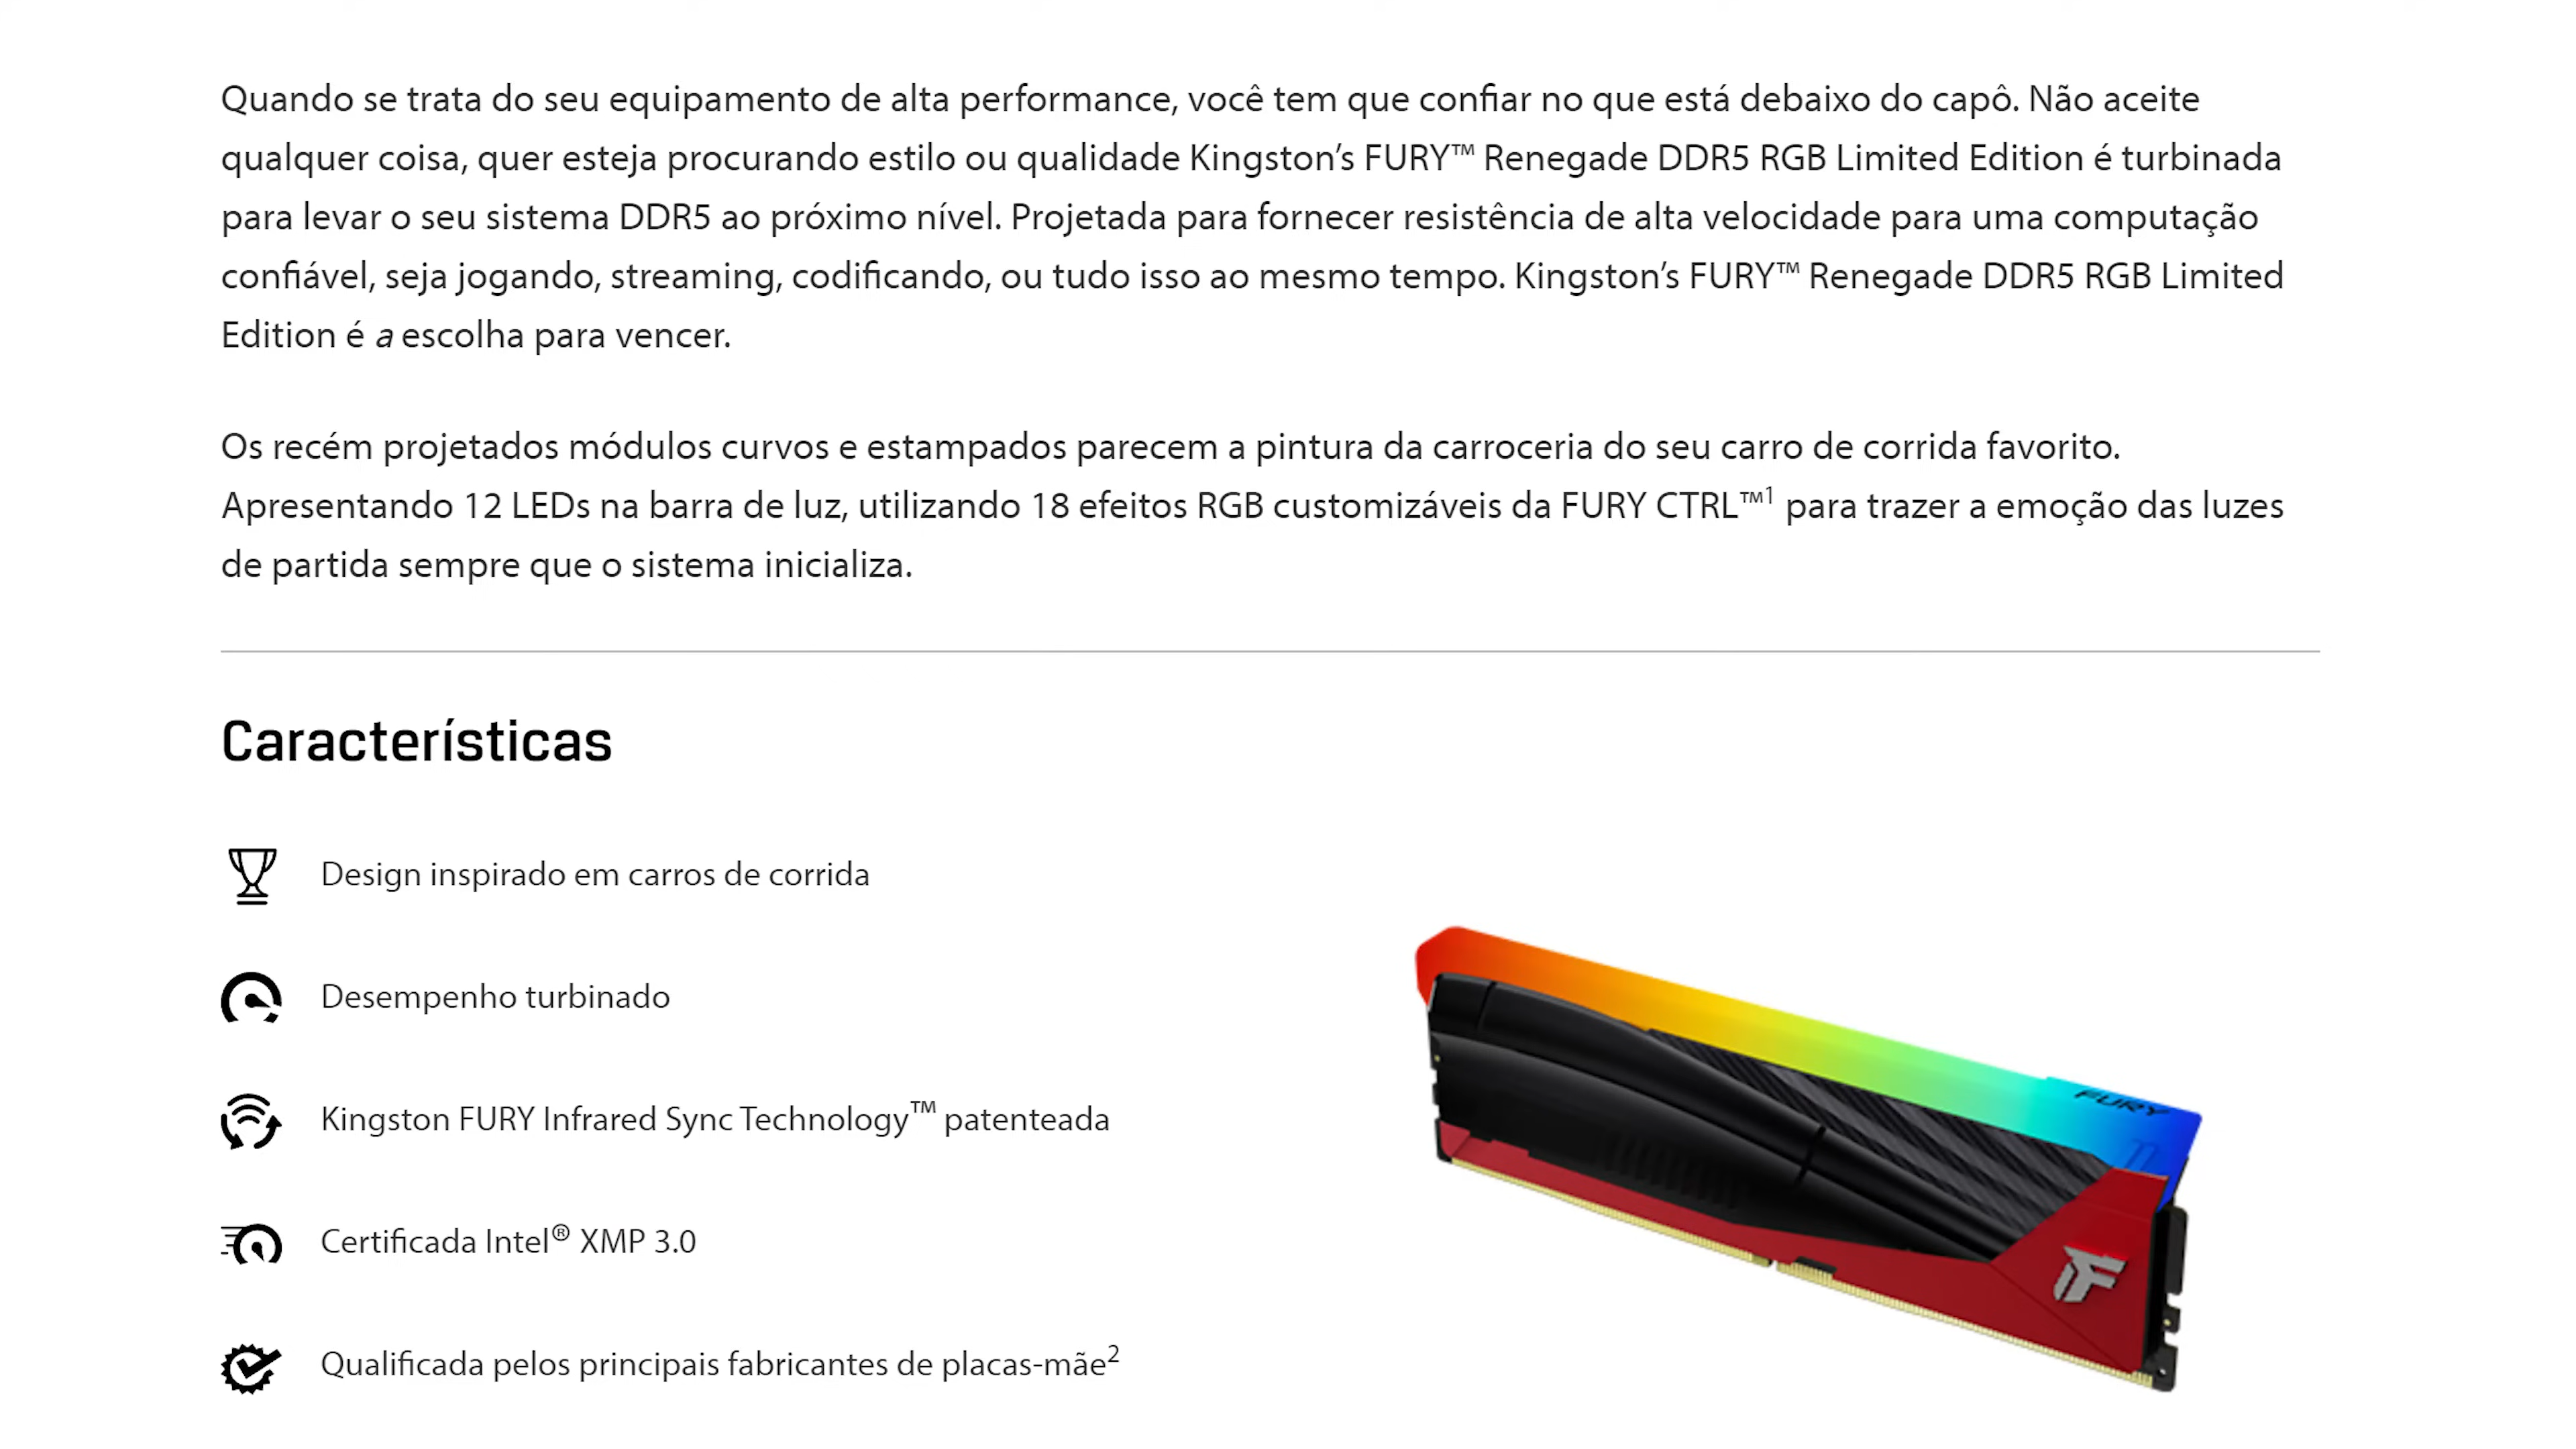 Quando se trata do seu equipamento de alta performance, você tem que confiar no que está debaixo do capô. Não aceite
qualquer coisa, quer esteja procurando estilo ou qualidade Kingston’s FURY™ Renegade DDR5 RGB Limited Edition é turbinada
para levar o seu sistema DDR5 ao próximo nível. Projetada para fornecer resistência de alta velocidade para uma computação
confiável, seja jogando, streaming, codificando, ou tudo isso ao mesmo tempo. Kingston’s FURY™ Renegade DDR5 RGB Limited
Edition é a escolha para vencer.
Os recém projetados módulos curvos e estampados parecem a pintura da carroceria do seu carro de corrida favorito.
Apresentando 12 LEDs na barra de luz, utilizando 18 efeitos RGB customizáveis da FURY CTRL™¹ para trazer a emoção das luzes
de partida sempre que o sistema inicializa.
Características
Design inspirado em carros de corrida
Desempenho turbinado
Kingston FURY Infrared Sync Technology™ patenteada
Certificada Intel® XMP 3.0
Qualificada pelos principais fabricantes de placas-mãe²
FURY